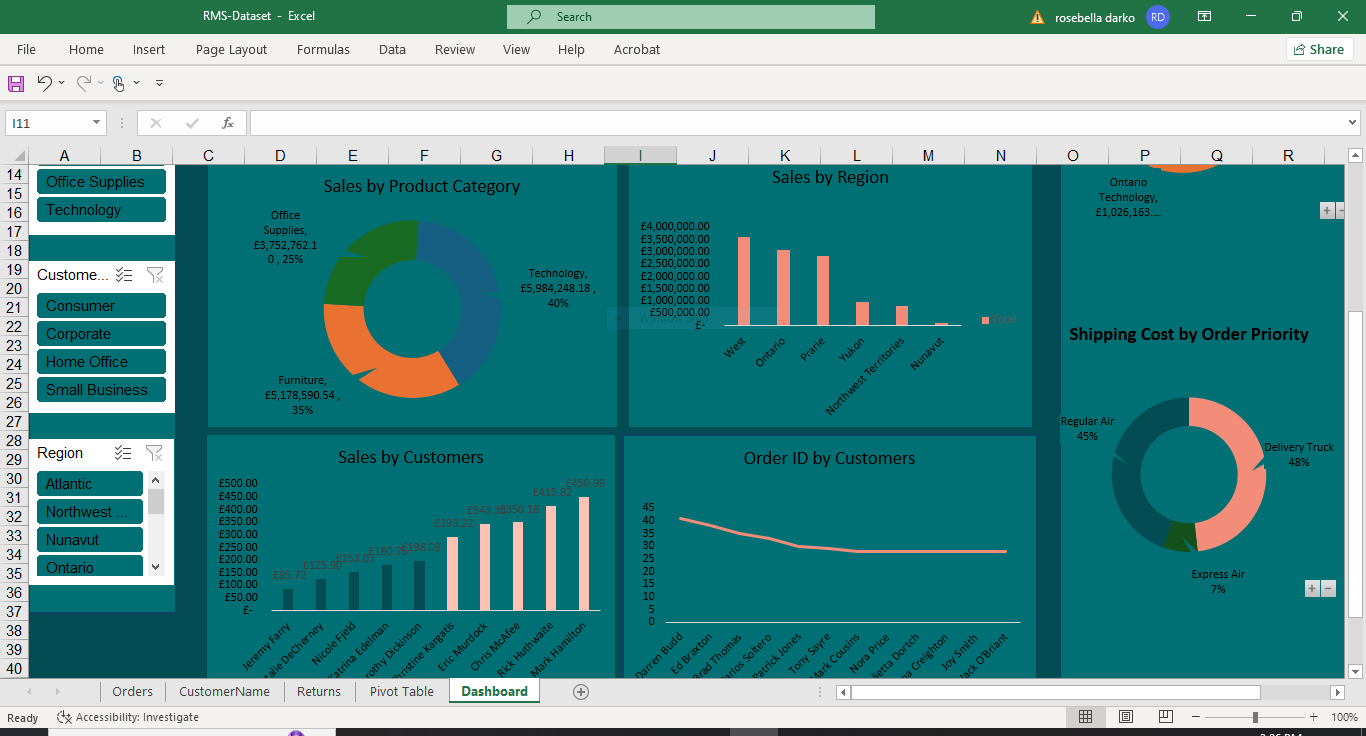 RMS-Dataset - Excel
Search
rosebella darko
RD
File Home Insert Page Layout Formulas Data Review View Help Acrobat
Share
I11
fx
A B C D E F G H I J K L M N O P Q R
14
15
16
17
18
19
20
21
22
23
24
25
26
27
28
29
30
31
32
33
34
35
36
37
38
39
40
Office Supplies
Technology
Custome...
Consumer
Corporate
Home Office
Small Business
Region
Atlantic
Northwest ...
Nunavut
Ontario
Sales by Product Category
Office
Supplies,
£3,752,762.1
0 , 25%
Technology,
£5,984,248.18 ,
40%
Furniture,
£5,178,590.54 ,
35%
Sales by Region
£4,000,000.00
£3,500,000.00
£3,000,000.00
£2,500,000.00
£2,000,000.00
£1,500,000.00
£1,000,000.00
£500,000.00
£-
West
Ontario
Prarie
Yukon
Northwest Territories
Nunavut
Total
Ontario
Technology,
£1,026,163....
+ -
Shipping Cost by Order Priority
Regular Air
45%
Delivery Truck
48%
Express Air
7%
+ -
Sales by Customers
£500.00
£450.00
£400.00
£350.00
£300.00
£250.00
£200.00
£150.00
£100.00
£50.00
£-
£85.72
£125.90
£153.03
£180.76
£198.08
£293.22
£350.18
£415.82
£450.99
Jeremy Farry
alie DeCherney
Nicole Fjeld
Katrina Edelman
rothy Dickinson
hristine Kargatis
Eric Murdock
Chris McAfee
Rick Huthwaite
Mark Hamilton
Order ID by Customers
45
40
35
30
25
20
15
10
5
0
Darren Budd
Ed Braxton
Brad Thomas
arlos Soltero
Patrick Jones
Tony Sayre
Mark Cousins
Nora Price
lietta Dortch
a Creighton
Joy Smith
Jack O'Briant
Orders CustomerName Returns Pivot Table Dashboard
Ready
Accessibility: Investigate
100%